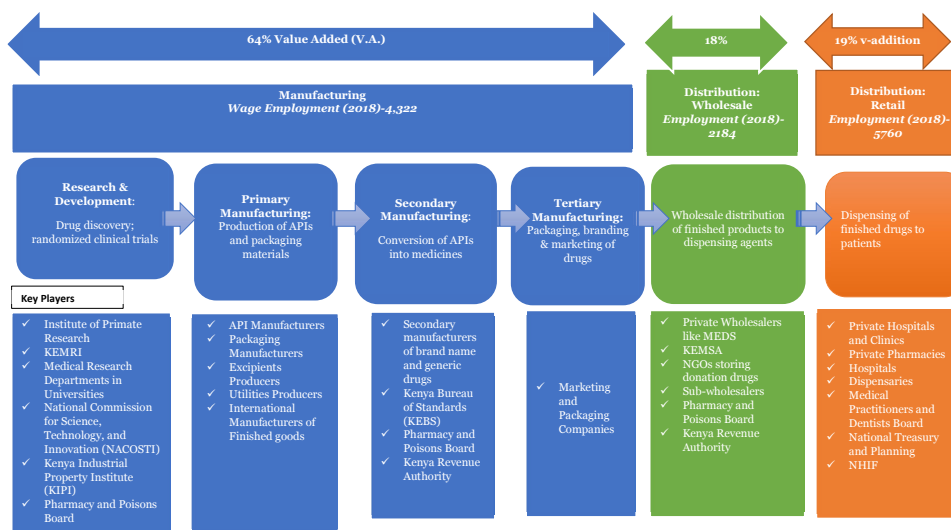 64% Value Added (V.A.)
18%
19% v-addition
Manufacturing
Wage Employment (2018)-4,322
Distribution:
Wholesale
Employment (2018)-
2184
Distribution:
Retail
Employment (2018)-
5760
Research &
Development:
Drug discovery;
randomized clinical trials
Primary
Manufacturing:
Production of APIs
and packaging
materials
Secondary
Manufacturing:
Conversion of APIs
into medicines
Tertiary
Manufacturing:
Packaging, branding
& marketing of
drugs
Wholesale distribution
of finished products to
dispensing agents
Dispensing of
finished drugs to
patients
Key Players
✓ Institute of Primate
Research
✓ KEMRI
✓ Medical Research
Departments in
Universities
✓ National Commission
for Science,
Technology, and
Innovation (NACOSTI)
✓ Kenya Industrial
Property Institute
(KIPI)
✓ Pharmacy and Poisons
Board
✓ API Manufacturers
✓ Packaging
Manufacturers
✓ Excipients
Producers
✓ Utilities Producers
✓ International
Manufacturers of
Finished goods
✓ Secondary
manufacturers
of brand name
and generic
drugs
✓ Kenya Bureau
of Standards
(KEBS)
✓ Pharmacy and
Poisons Board
✓ Kenya Revenue
Authority
✓ Marketing
and
Packaging
Companies
✓ Private Wholesalers
like MEDS
✓ KEMSA
✓ NGOs storing
donation drugs
✓ Sub-wholesalers
✓ Pharmacy and
Poisons Board
✓ Kenya Revenue
Authority
✓ Private Hospitals
and Clinics
✓ Private Pharmacies
✓ Hospitals
✓ Dispensaries
✓ Medical
Practitioners and
Dentists Board
✓ National Treasury
and Planning
✓ NHIF